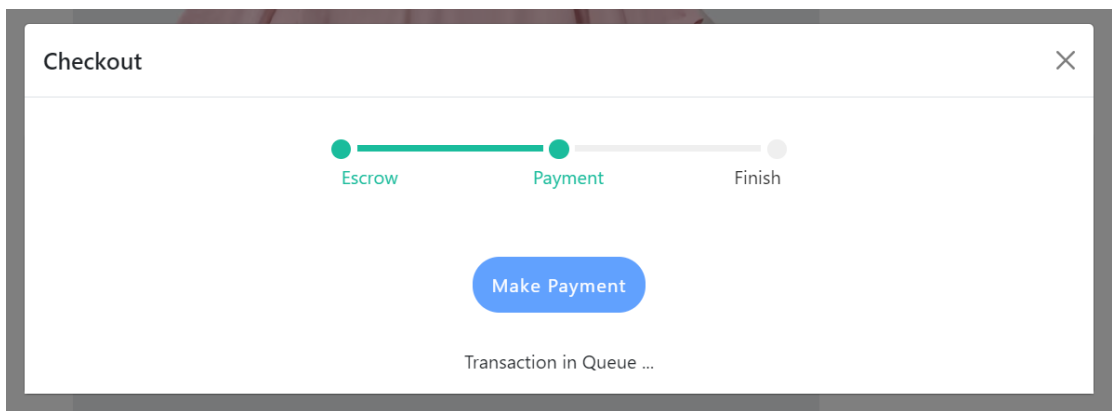 Checkout
Escrow Payment Finish
Make Payment
Transaction in Queue ...